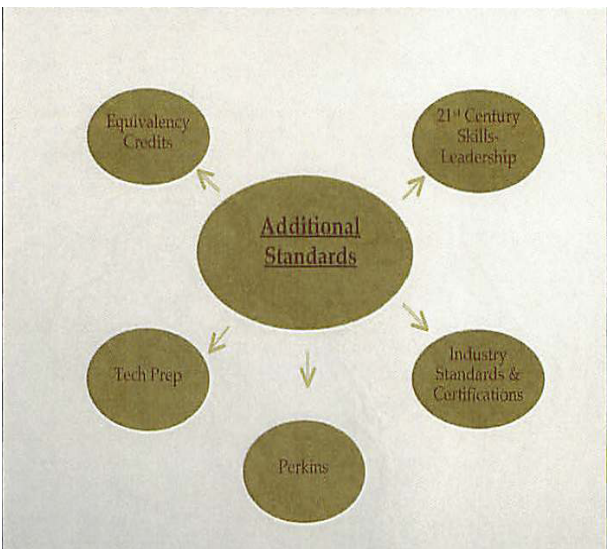 Equivalency
Credits
21st Century
Skills-
Leadership
Additional
Standards
Tech Prep
Industry
Standards &
Certifications
Perkins